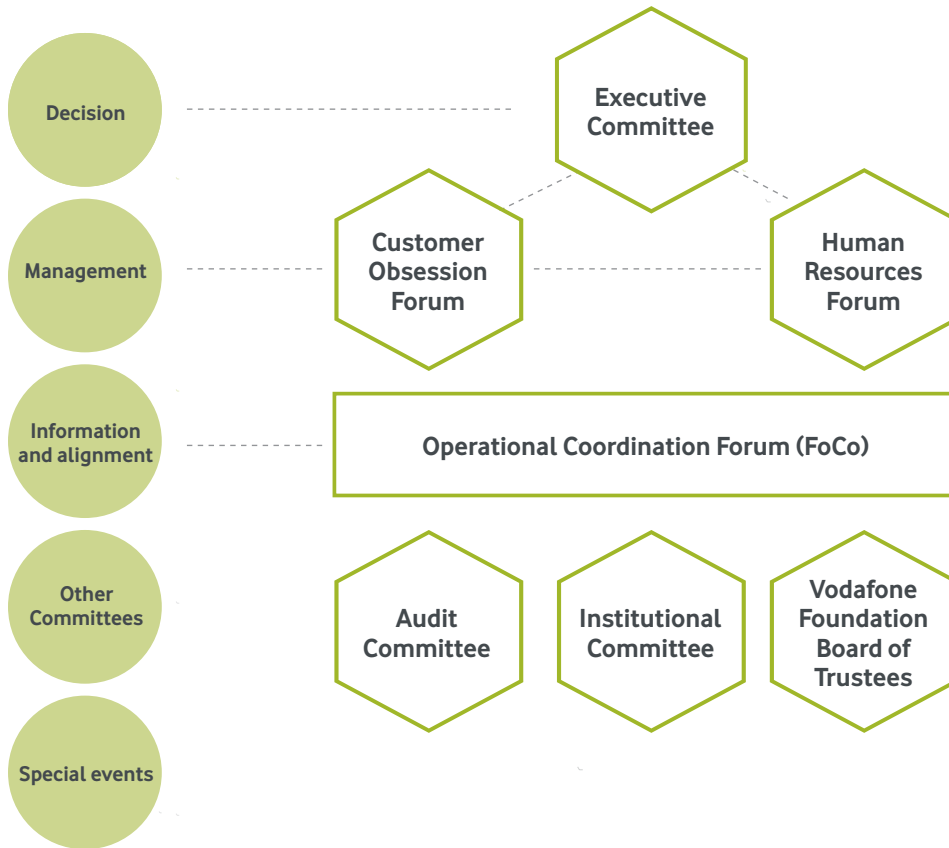 Decision
Executive
Committee
Management
Customer
Obsession
Forum
Human
Resources
Forum
Information
and alignment
Operational Coordination Forum (FoCo)
Other
Committees
Audit
Committee
Institutional
Committee
Vodafone
Foundation
Board of
Trustees
Special events